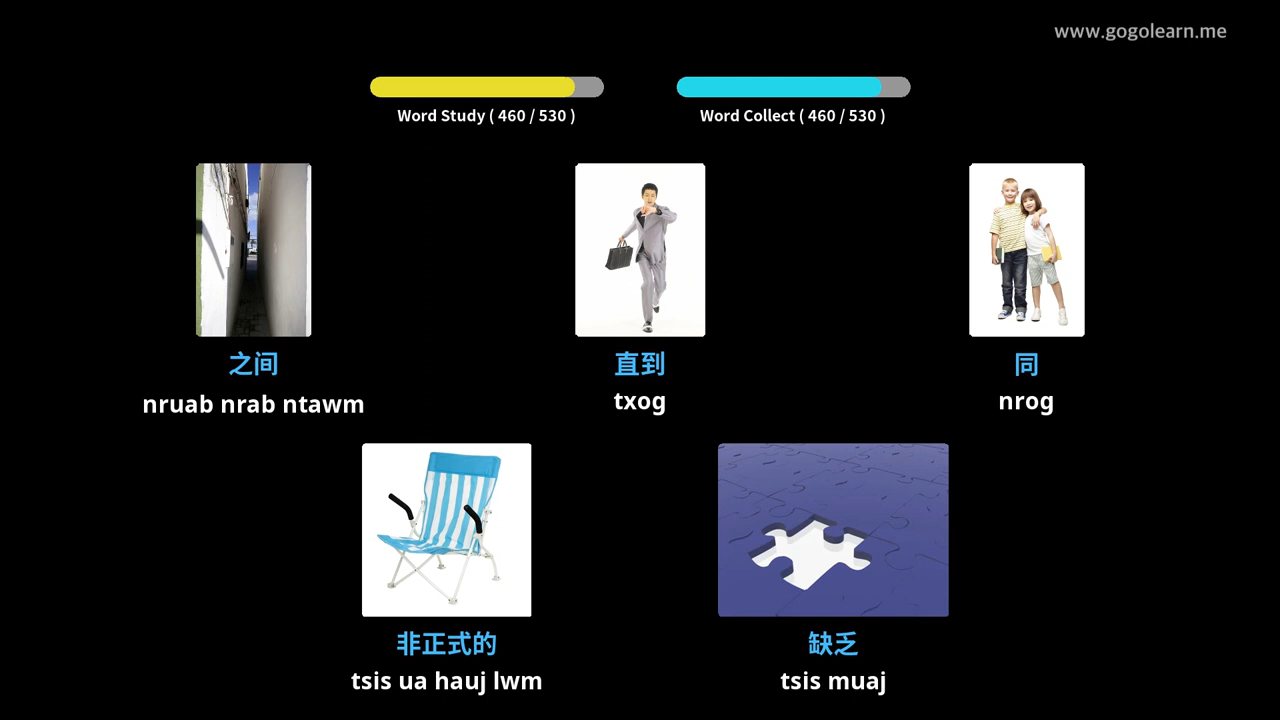 www.gogolearn.me
Word Study ( 460 / 530 )
Word Collect ( 460 / 530 )
之间
nruab nrab ntawm
直到
txog
同
nrog
非正式的
tsis ua hauj lwm
缺乏
tsis muaj